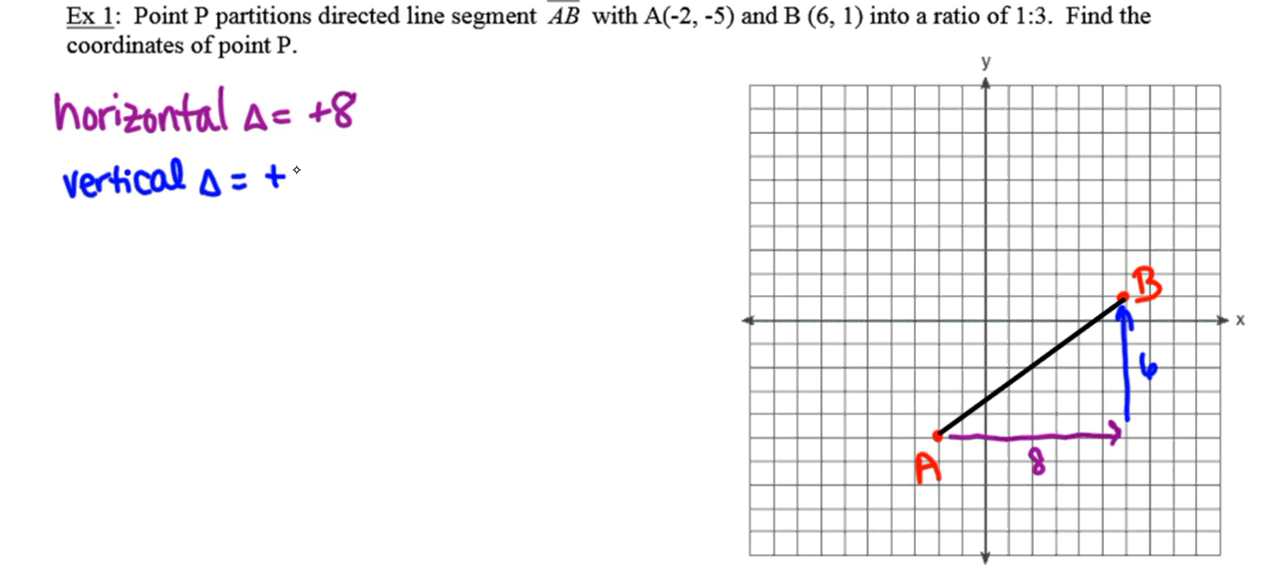 Ex 1: Point P partitions directed line segment AB with A(-2, -5) and B (6, 1) into a ratio of 1:3. Find the
coordinates of point P.
horizontal Δ = +8
vertical Δ = +
y
x
B
6
A
8